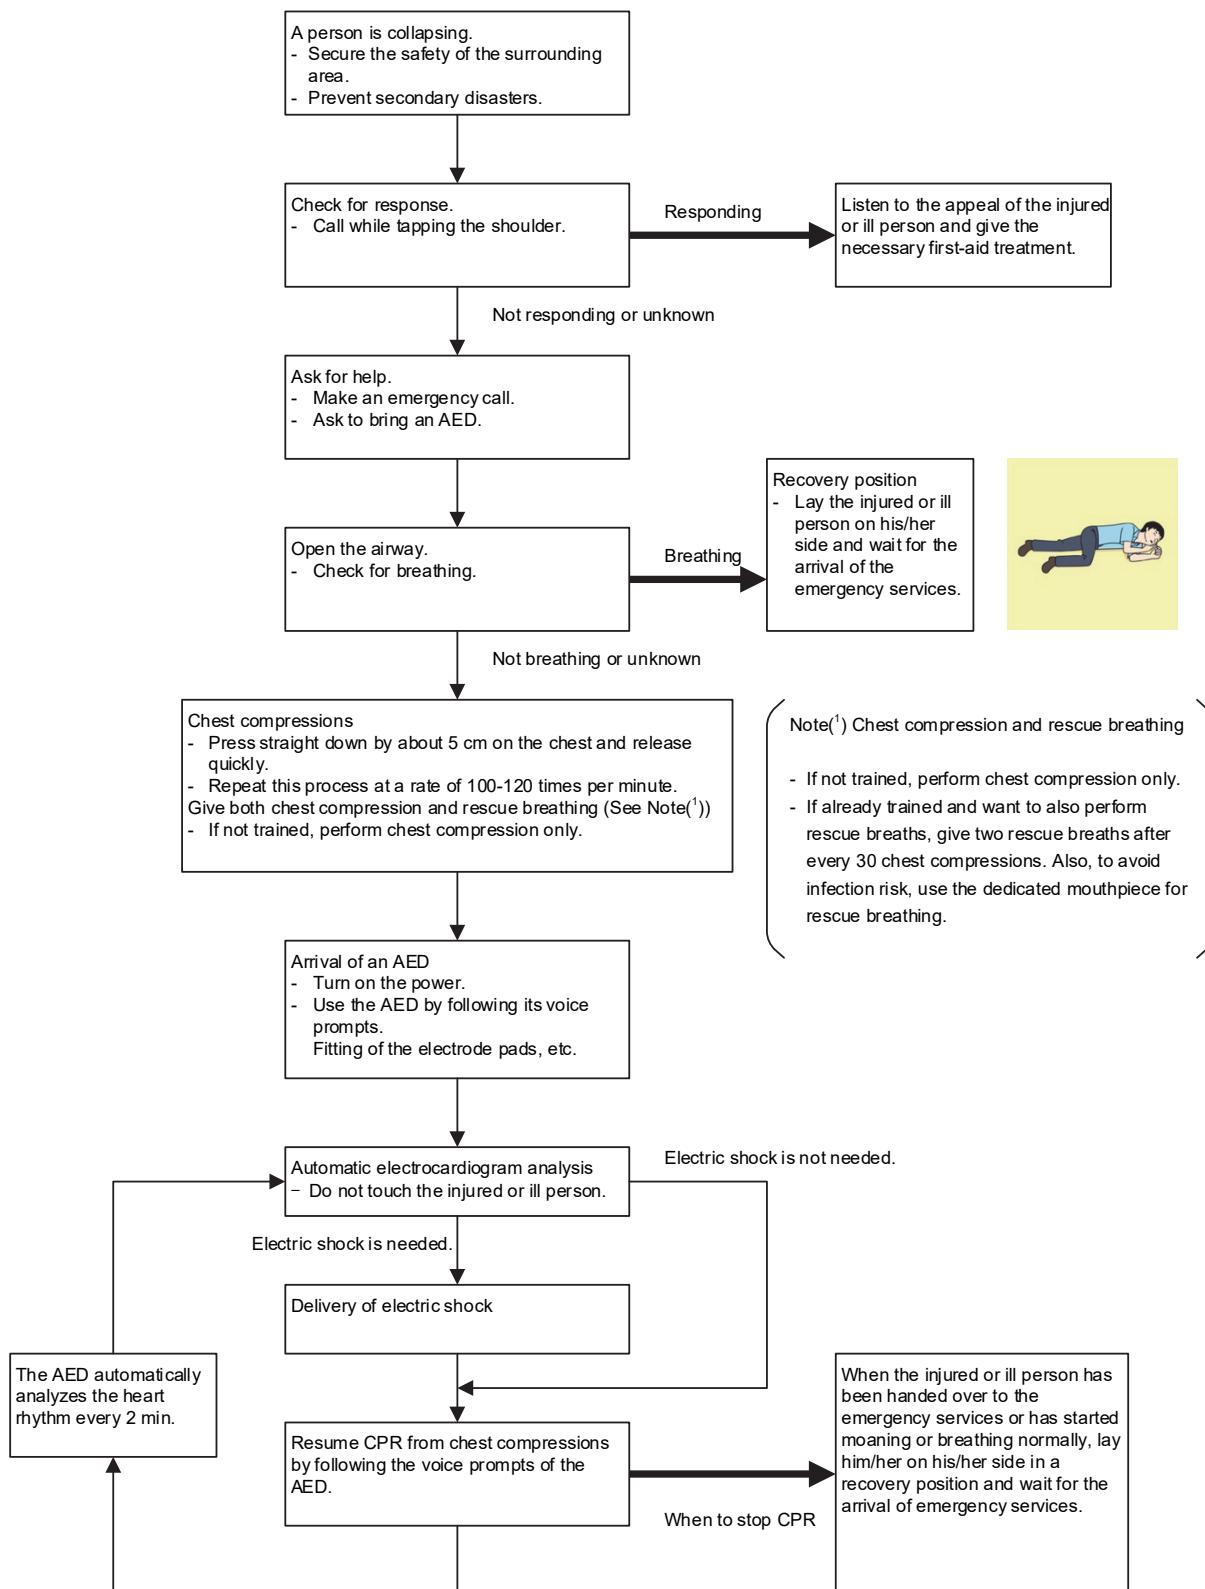 A person is collapsing.
- Secure the safety of the surrounding
area.
- Prevent secondary disasters.
Check for response.
- Call while tapping the shoulder.
Responding
Listen to the appeal of the injured
or ill person and give the
necessary first-aid treatment.
Not responding or unknown
Ask for help.
- Make an emergency call.
- Ask to bring an AED.
Open the airway.
- Check for breathing.
Breathing
Recovery position
- Lay the injured or ill
person on his/her
side and wait for the
arrival of the
emergency services.
Not breathing or unknown
Chest compressions
- Press straight down by about 5 cm on the chest and release
quickly.
- Repeat this process at a rate of 100-120 times per minute.
Give both chest compression and rescue breathing (See Note(¹))
- If not trained, perform chest compression only.
Note(¹) Chest compression and rescue breathing
- If not trained, perform chest compression only.
- If already trained and want to also perform
rescue breaths, give two rescue breaths after
every 30 chest compressions. Also, to avoid
infection risk, use the dedicated mouthpiece for
rescue breathing.
Arrival of an AED
- Turn on the power.
- Use the AED by following its voice
prompts.
Fitting of the electrode pads, etc.
Automatic electrocardiogram analysis
− Do not touch the injured or ill person.
Electric shock is not needed.
Electric shock is needed.
Delivery of electric shock
The AED automatically
analyzes the heart
rhythm every 2 min.
Resume CPR from chest compressions
by following the voice prompts of the
AED.
When to stop CPR
When the injured or ill person has
been handed over to the
emergency services or has started
moaning or breathing normally, lay
him/her on his/her side in a
recovery position and wait for the
arrival of emergency services.